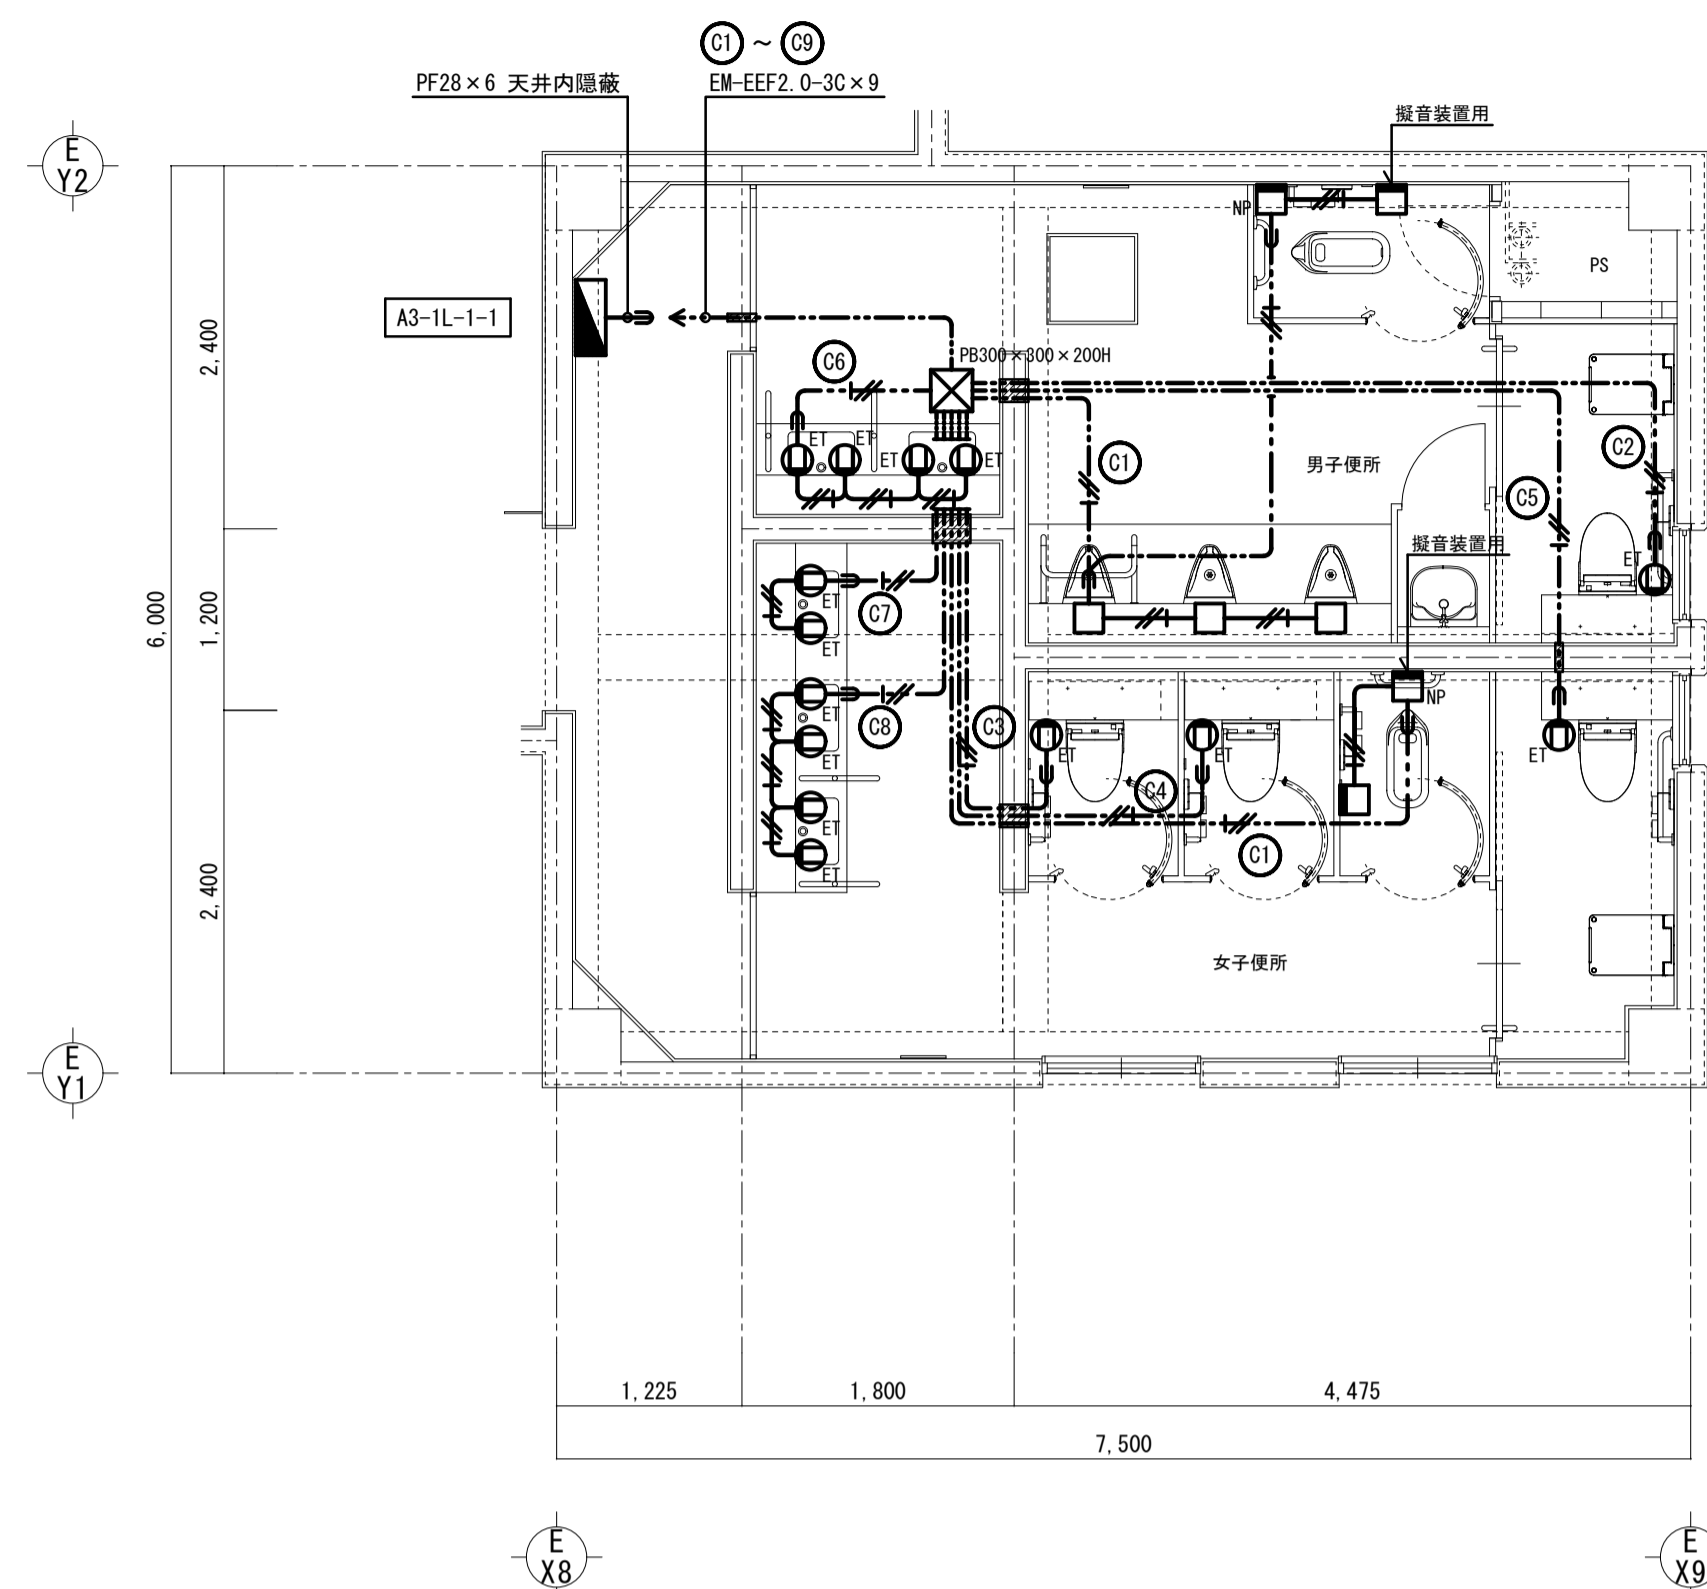 C1 ～ C9
PF28×6 天井内隠蔽
EM-EEF2.0-3C×9
擬音装置用
E
Y2
NP
PS
A3-1L-1-1
2,400
PB300×300×200H
C6
ET
ET
ET
ET
C1
男子便所
C2
C5
擬音装置用
ET
ET
C7
ET
6,000
1,200
NP
ET
C8
C3
ET
ET
ET
ET
C4
ET
C1
ET
2,400
女子便所
E
Y1
1,225
1,800
4,475
7,500
E
X8
E
X9